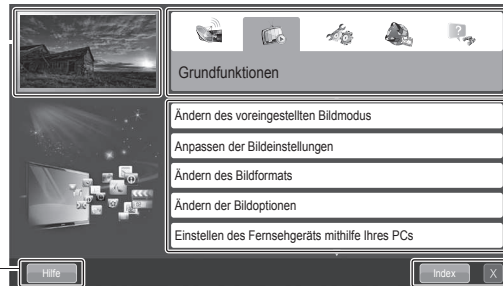 Grundfunktionen
Ändern des voreingestellten Bildmodus
Anpassen der Bildeinstellungen
Ändern des Bildformats
Ändern der Bildoptionen
Einstellen des Fernsehgeräts mithilfe Ihres PCs
Hilfe
Index X